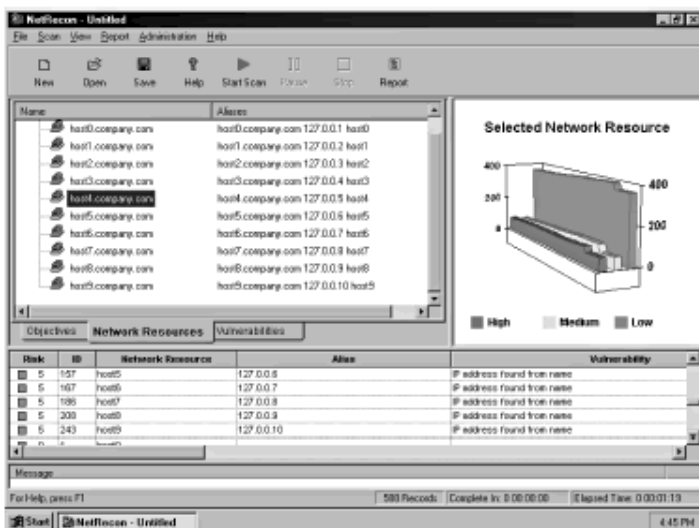 NetRecon - Untitled
File Scan View Report Administration Help
New Open Save Help Start Scan Pause Stop Report
Name Aliases
host0.company.com host0.company.com 127.0.0.1 host0
host1.company.com host1.company.com 127.0.0.2 host1
host2.company.com host2.company.com 127.0.0.3 host2
host3.company.com host3.company.com 127.0.0.4 host3
host4.company.com host4.company.com 127.0.0.5 host4
host5.company.com host5.company.com 127.0.0.6 host5
host6.company.com host6.company.com 127.0.0.7 host6
host7.company.com host7.company.com 127.0.0.8 host7
host8.company.com host8.company.com 127.0.0.9 host8
host9.company.com host9.company.com 127.0.0.10 host9
Objectives Network Resources Vulnerabilities
Selected Network Resource
400 400
200 200
0 0
High Medium Low
Risk ID Network Resource Alias Vulnerability
5 157 host5 127.0.0.6 IP address found from name
5 167 host6 127.0.0.7 IP address found from name
5 186 host7 127.0.0.8 IP address found from name
5 208 host8 127.0.0.9 IP address found from name
5 243 host9 127.0.0.10 IP address found from name
Message
For Help, press F1 588 Records Complete In: 0:00:00:00 Elapsed Time: 0:00:01:19
Start NetRecon - Untitled 4:45 PM